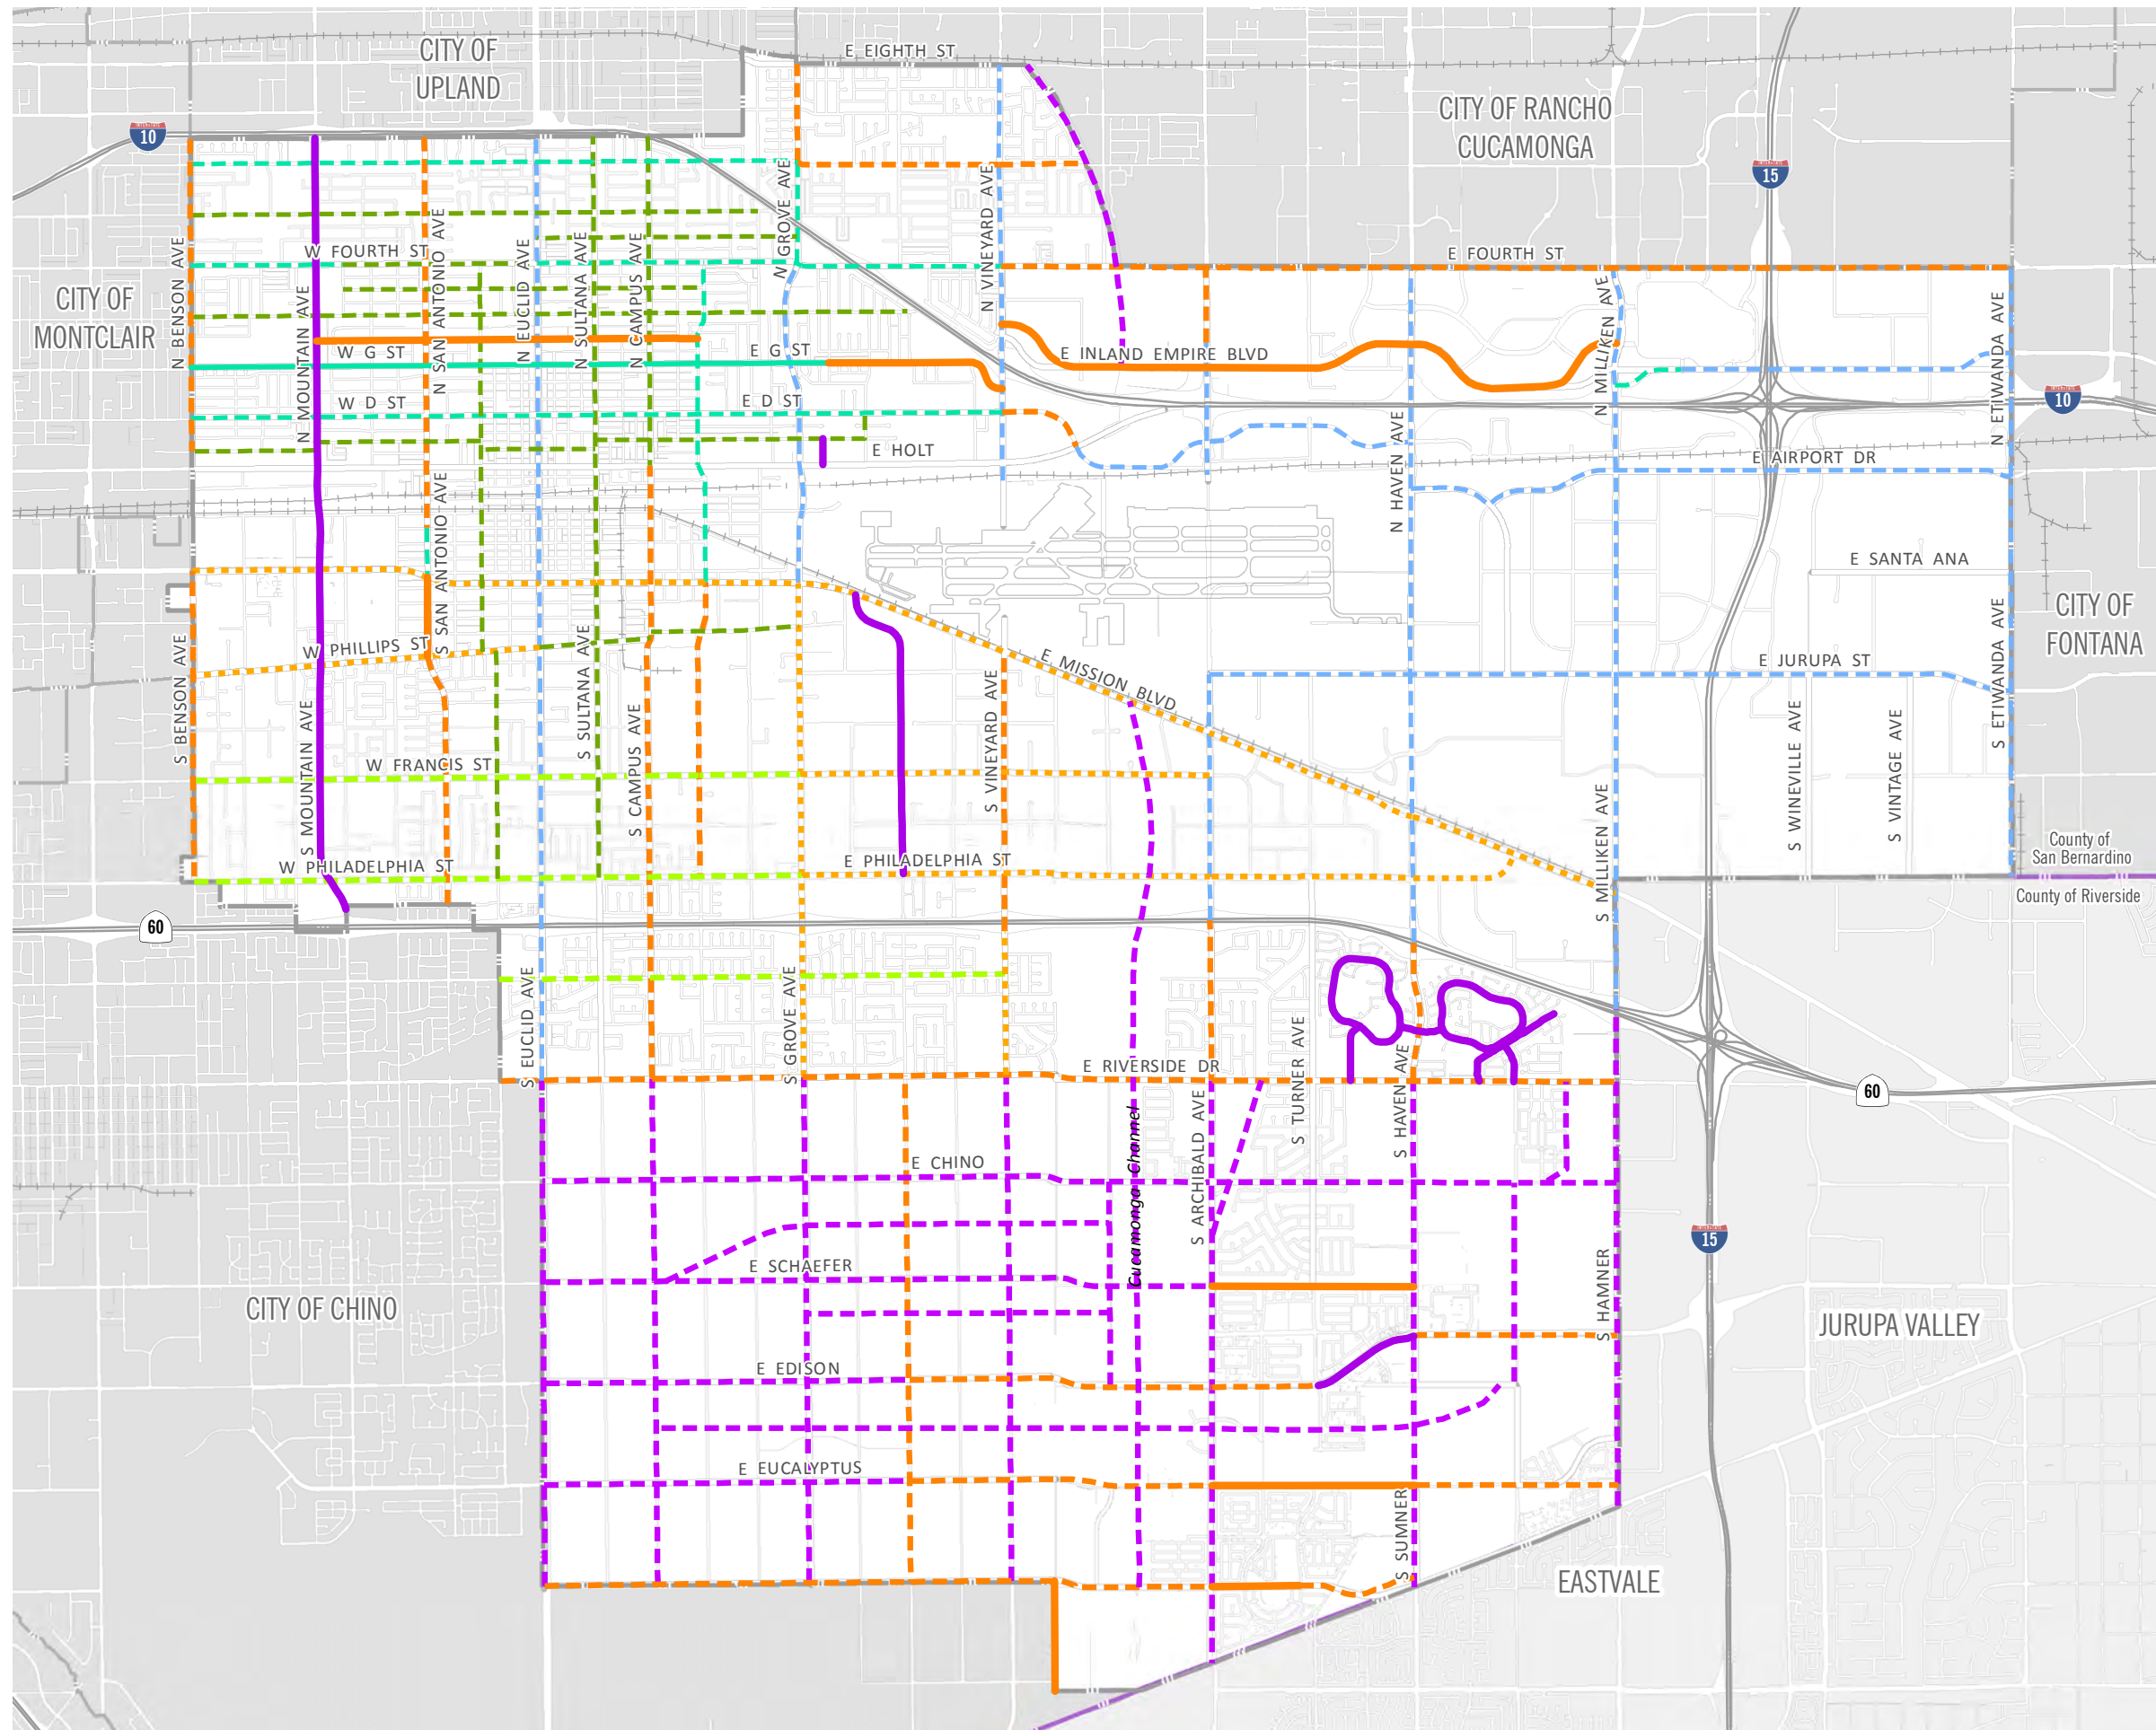 E EIGHTH ST
CITY OF
UPLAND
CITY OF RANCHO
CUCAMONGA
10
15
N GROVE AVE
N VINEYARD AVE
N BENSON AVE
W FOURTH ST
N SAN ANTONIO AVE
N EUCLID AVE
N SULTANA AVE
N CAMPUS AVE
E FOURTH ST
CITY OF
MONTCLAIR
N MOUNTAIN AVE
N MILLIKEN AVE
N ETIWANDA AVE
W G ST
E G ST
E INLAND EMPIRE BLVD
W D ST
E D ST
10
E HOLT
N HAVEN AVE
E AIRPORT DR
S SAN ANTONIO AVE
E SANTA ANA
CITY OF
FONTANA
S BENSON AVE
W PHILLIPS ST
S SULTANA AVE
E MISSION BLVD
E JURUPA ST
S ETIWANDA AVE
S MOUNTAIN AVE
S CAMPUS AVE
S VINEYARD AVE
W FRANCIS ST
S MILLIKEN AVE
S WINEVILLE AVE
S VINTAGE AVE
W PHILADELPHIA ST
E PHILADELPHIA ST
County of
San Bernardino
County of Riverside
60
S EUCLID AVE
S GROVE AVE
E RIVERSIDE DR
S TURNER AVE
S HAVEN AVE
60
Cucamonga Channel
S ARCHIBALD AVE
E CHINO
15
E SCHAEFER
S HAMNER
CITY OF CHINO
JURUPA VALLEY
E EDISON
E EUCALYPTUS
S SUMNER
EASTVALE